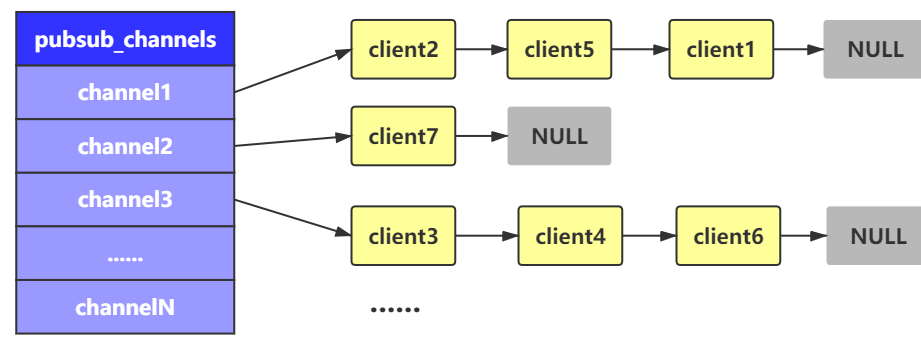 pubsub_channels
channel1
client2 client5 client1 NULL
channel2
client7 NULL
channel3
client3 client4 client6 NULL
......
channelN
......